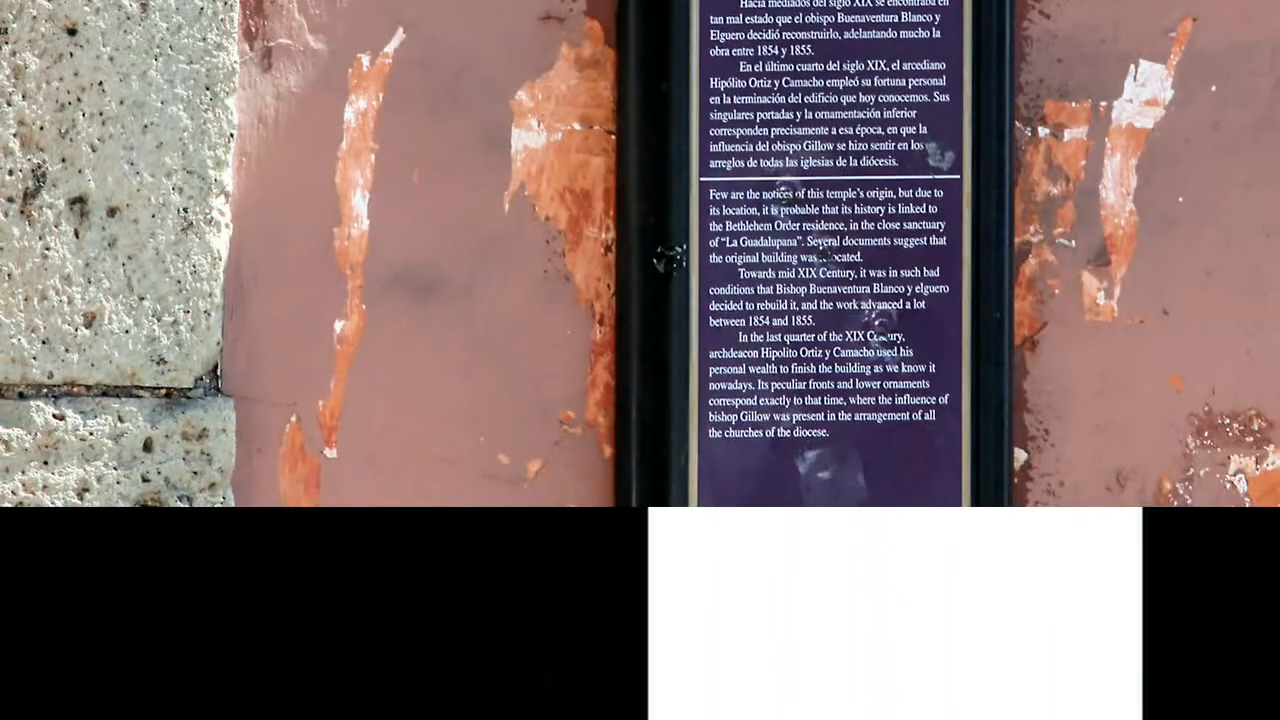 Hacia mediados del siglo XIX se encontraba en
tan mal estado que el obispo Buenaventura Blanco y
Elguero decidió reconstruirlo, adelantando mucho la
obra entre 1854 y 1855.
En el último cuarto del siglo XIX, el arcediano
Hipólito Ortiz y Camacho empleó su fortuna personal
en la terminación del edificio que hoy conocemos. Sus
singulares portadas y la ornamentación inferior
corresponden precisamente a esa época, en que la
influencia del obispo Gillow se hizo sentir en los
arreglos de todas las iglesias de la diócesis.
Few are the notices of this temple's origin, but due to
its location, it is probable that its history is linked to
the Bethlehem Order residence, in the close sanctuary
of “La Guadalupana”. Several documents suggest that
the original building was
Towards mid XIX Century, it was in such bad
conditions that Bishop Buenaventura Blanco y elguero
decided to rebuild it, and the work advanced a lot
between 1854 and 1855.
In the last quarter of the XIX Century,
archdeacon Hipolito Ortiz y Camacho used his
personal wealth to finish the building as we know it
nowadays. Its peculiar fronts and lower ornaments
correspond exactly to that time, where the influence of
bishop Gillow was present in the arrangement of all
the churches of the diocese.